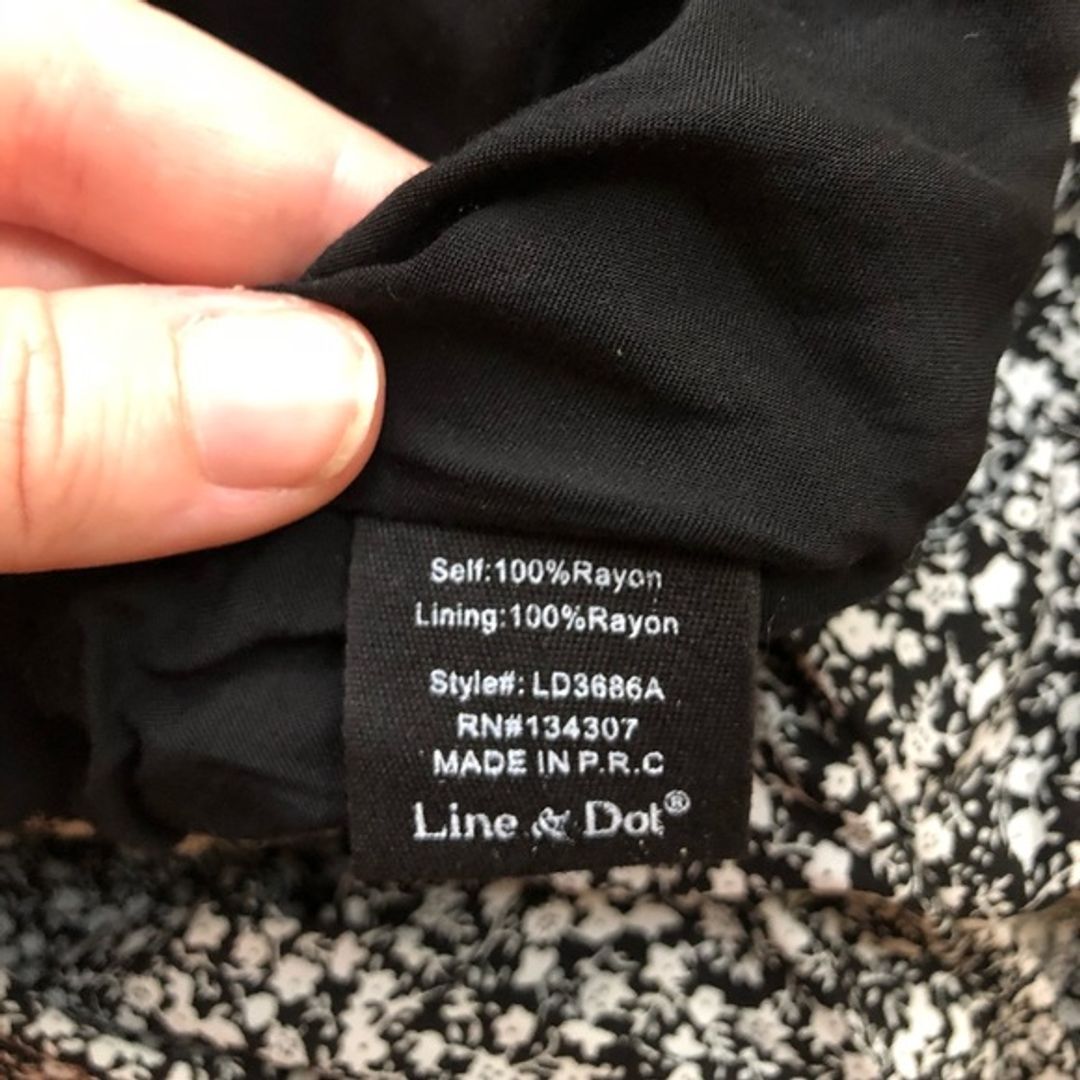 Self:100%Rayon
Lining:100%Rayon
Style#: LD3686A
RN#134307
MADE IN P.R.C
Line & Dot®